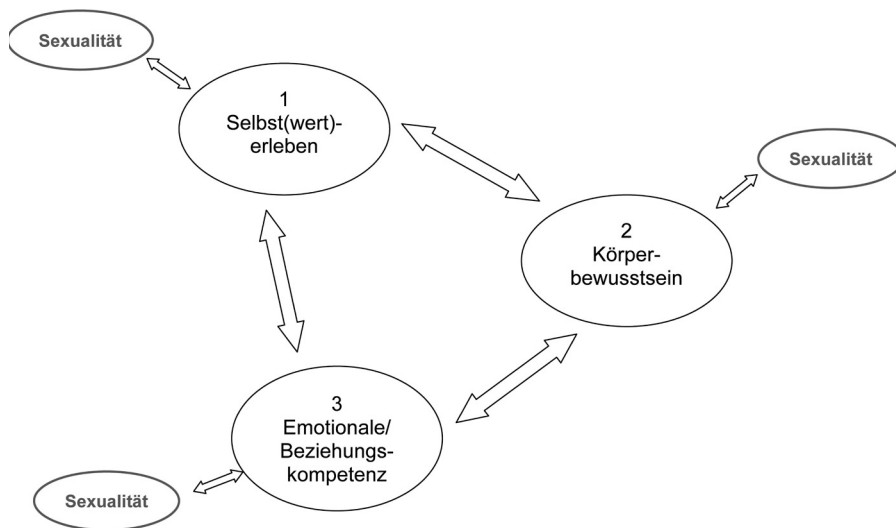 Sexualität
1
Selbst(wert)-
erleben
Sexualität
2
Körper-
bewusstsein
3
Emotionale/
Beziehungs-
kompetenz
Sexualität